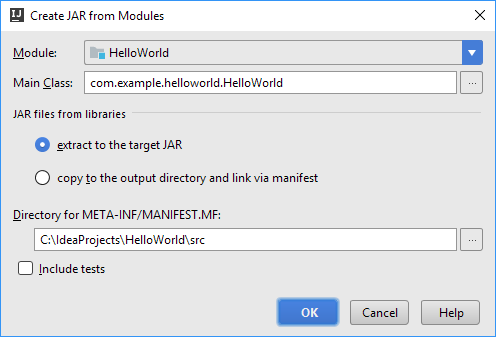 IJ Create JAR from Modules
Module: HelloWorld
Main Class: com.example.helloworld.HelloWorld ...
JAR files from libraries
extract to the target JAR
copy to the output directory and link via manifest
Directory for META-INF/MANIFEST.MF:
C:\IdeaProjects\HelloWorld\src ...
Include tests
OK Cancel Help